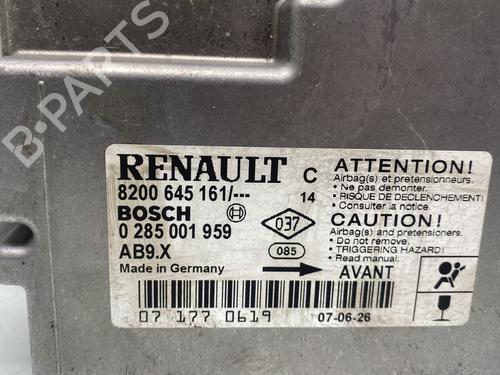 B-PARTS
RENAULT C
8200 645 161/--- 14
BOSCH
0 285 001 959 037
AB9.X 085
Made in Germany AVANT
07 177 0619 07-06-26
ATTENTION!
Airbag(s) et pretensionneurs.
• Ne pas demonter.
• RISQUE DE DECLENCHEMENT!
• Consulter la notice.
CAUTION!
Airbag(s) and pretensioners.
• Do not remove.
• TRIGGERING HAZARD!
• Read manual.